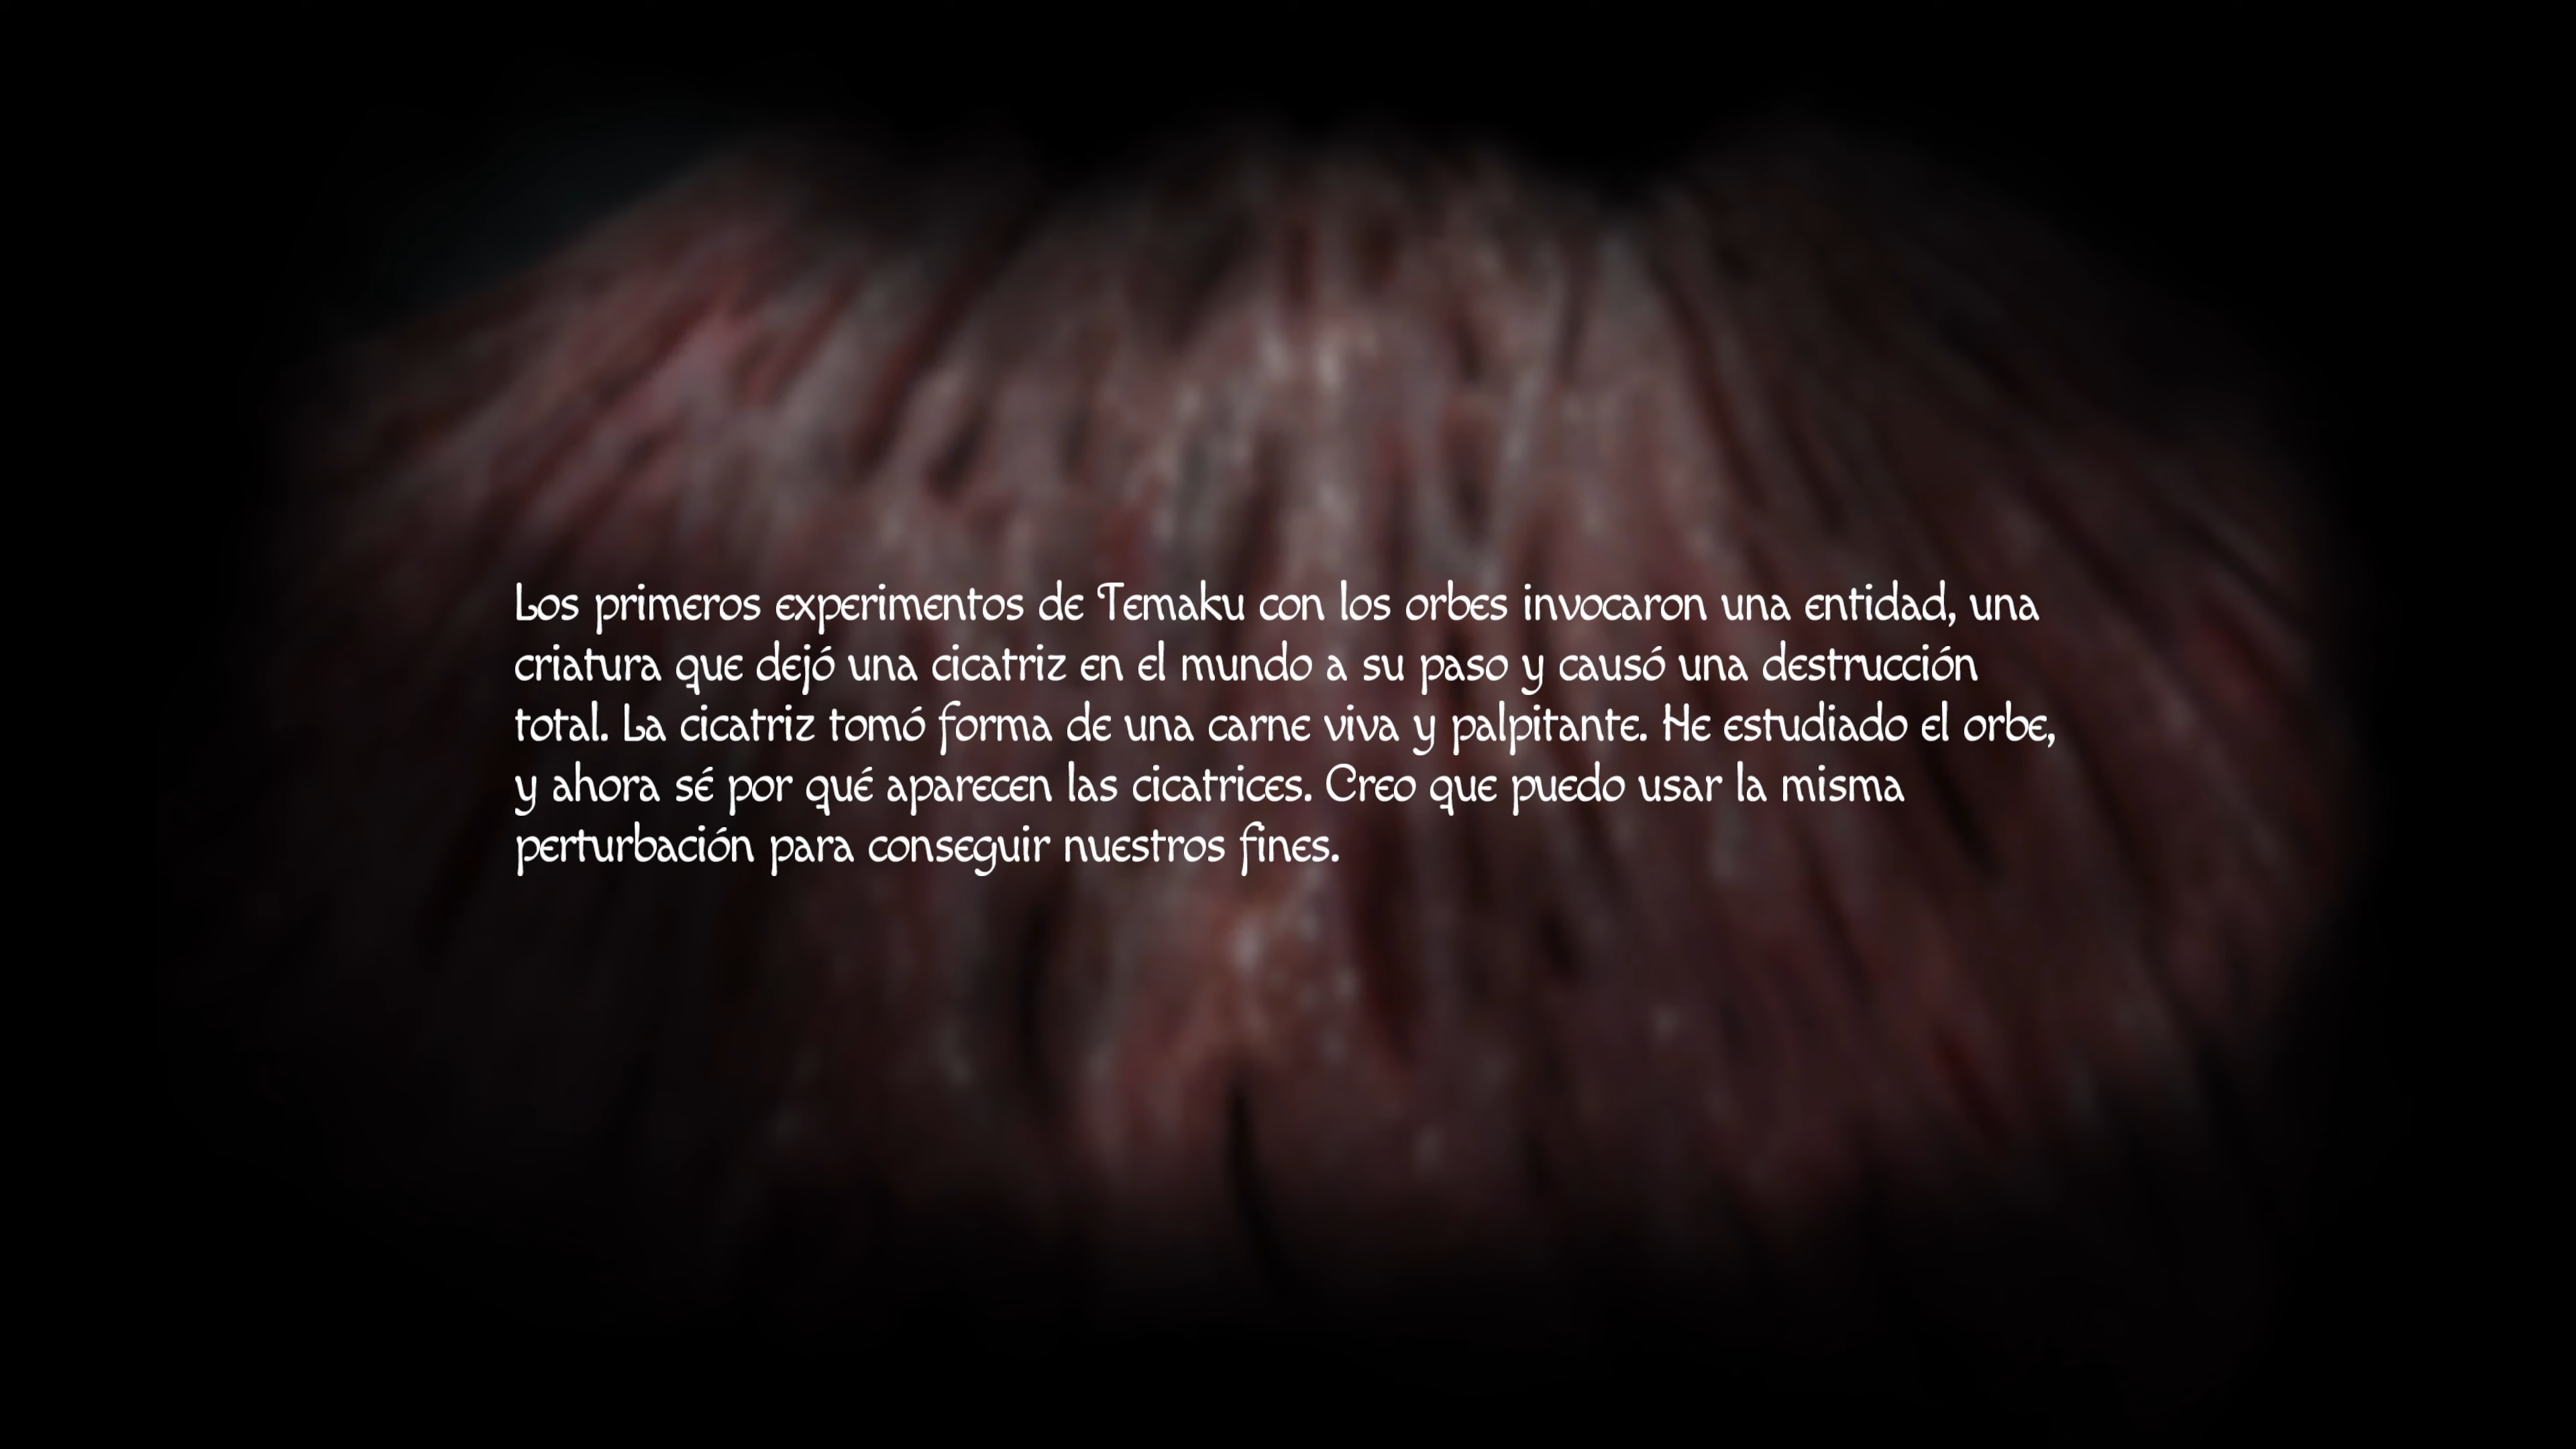 Los primeros experimentos de Temaku con los orbes invocaron una entidad, una
criatura que dejó una cicatriz en el mundo a su paso y causó una destrucción
total. La cicatriz tomó forma de una carne viva y palpitante. He estudiado el orbe,
y ahora sé por qué aparecen las cicatrices. Creo que puedo usar la misma
perturbación para conseguir nuestros fines.